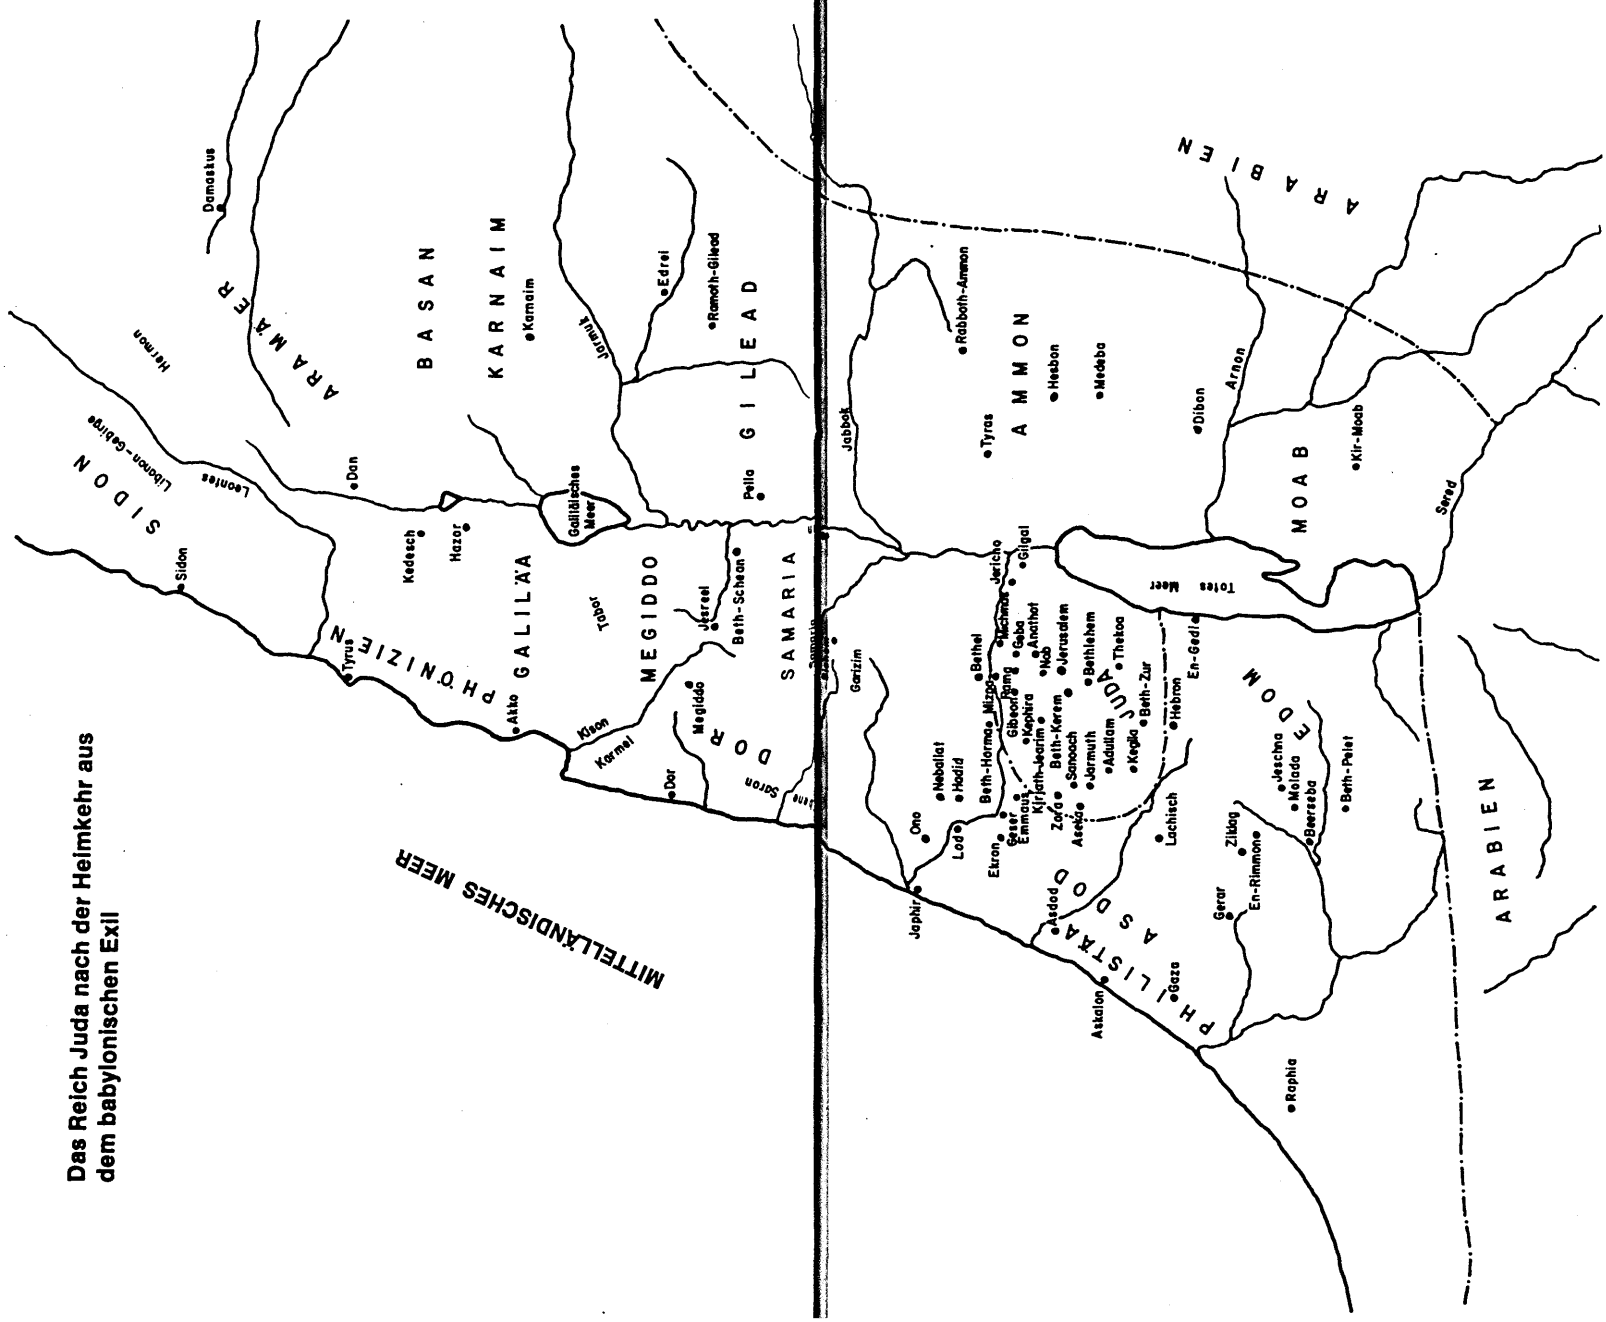 Das Reich Juda nach der Heimkehr aus
dem babylonischen Exil
MITTELLÄNDISCHES MEER
SIDON
Libanon-Gebirge
Leontes
Hermon
ARAMÄER
Damaskus
Sidon
Dan
BASAN
KARNAIM
Karnaim
Kedesch
Hazor
Tyrus
PHÖNIZIEN
GALILÄA
Akko
Galiläisches
Meer
Jarmuk
Edrei
Ramoth-Gilead
GILEAD
Tabor
MEGIDDO
Kison
Karmel
Megiddo
Jesreel
Beth-Schean
Pella
DOR
Dor
Saron
SAMARIA
Garizim
Jabbok
Rabbath-Ammon
AMMON
Tyras
Hesbon
Medeba
Dibon
Arnon
ARABIEN
MOAB
Kir-Moab
Sered
Totes
Meer
Jericho
Gilgal
Michmas
Geba
Anathot
Nob
Jerusalem
Bethlehem
Thekoa
En-Gedi
Bethel
Mizpa
Rama
Gibeon
Kephira
Kirjath-Jearim
Beth-Kerem
Sanoach
Jarmuth
Adullam
Kegila
JUDA
Beth-Zur
Hebron
Neballat
Hadid
Beth-Horma
Ono
Lod
Ekron
Geser
Emmaus
Zora
Aseka
Lachisch
Japhir
Asdod
ASDOD
PHILISTÄA
Askalon
Gaza
Gerar
Ziklag
En-Rimmon
Beerseba
Molada
Jeschna
Beth-Pelet
EDOM
Raphia
ARABIEN